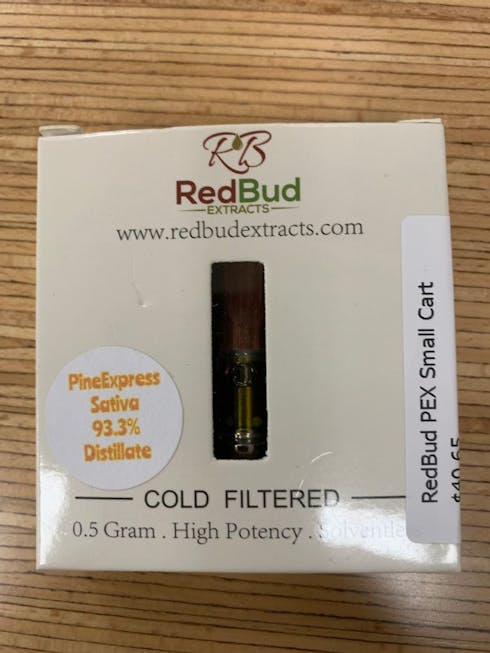 RB
RedBud
EXTRACTS
www.redbudextracts.com
PineExpress
Sativa
93.3%
Distillate
COLD FILTERED
0.5 Gram . High Potency .
RedBud PEX Small Cart